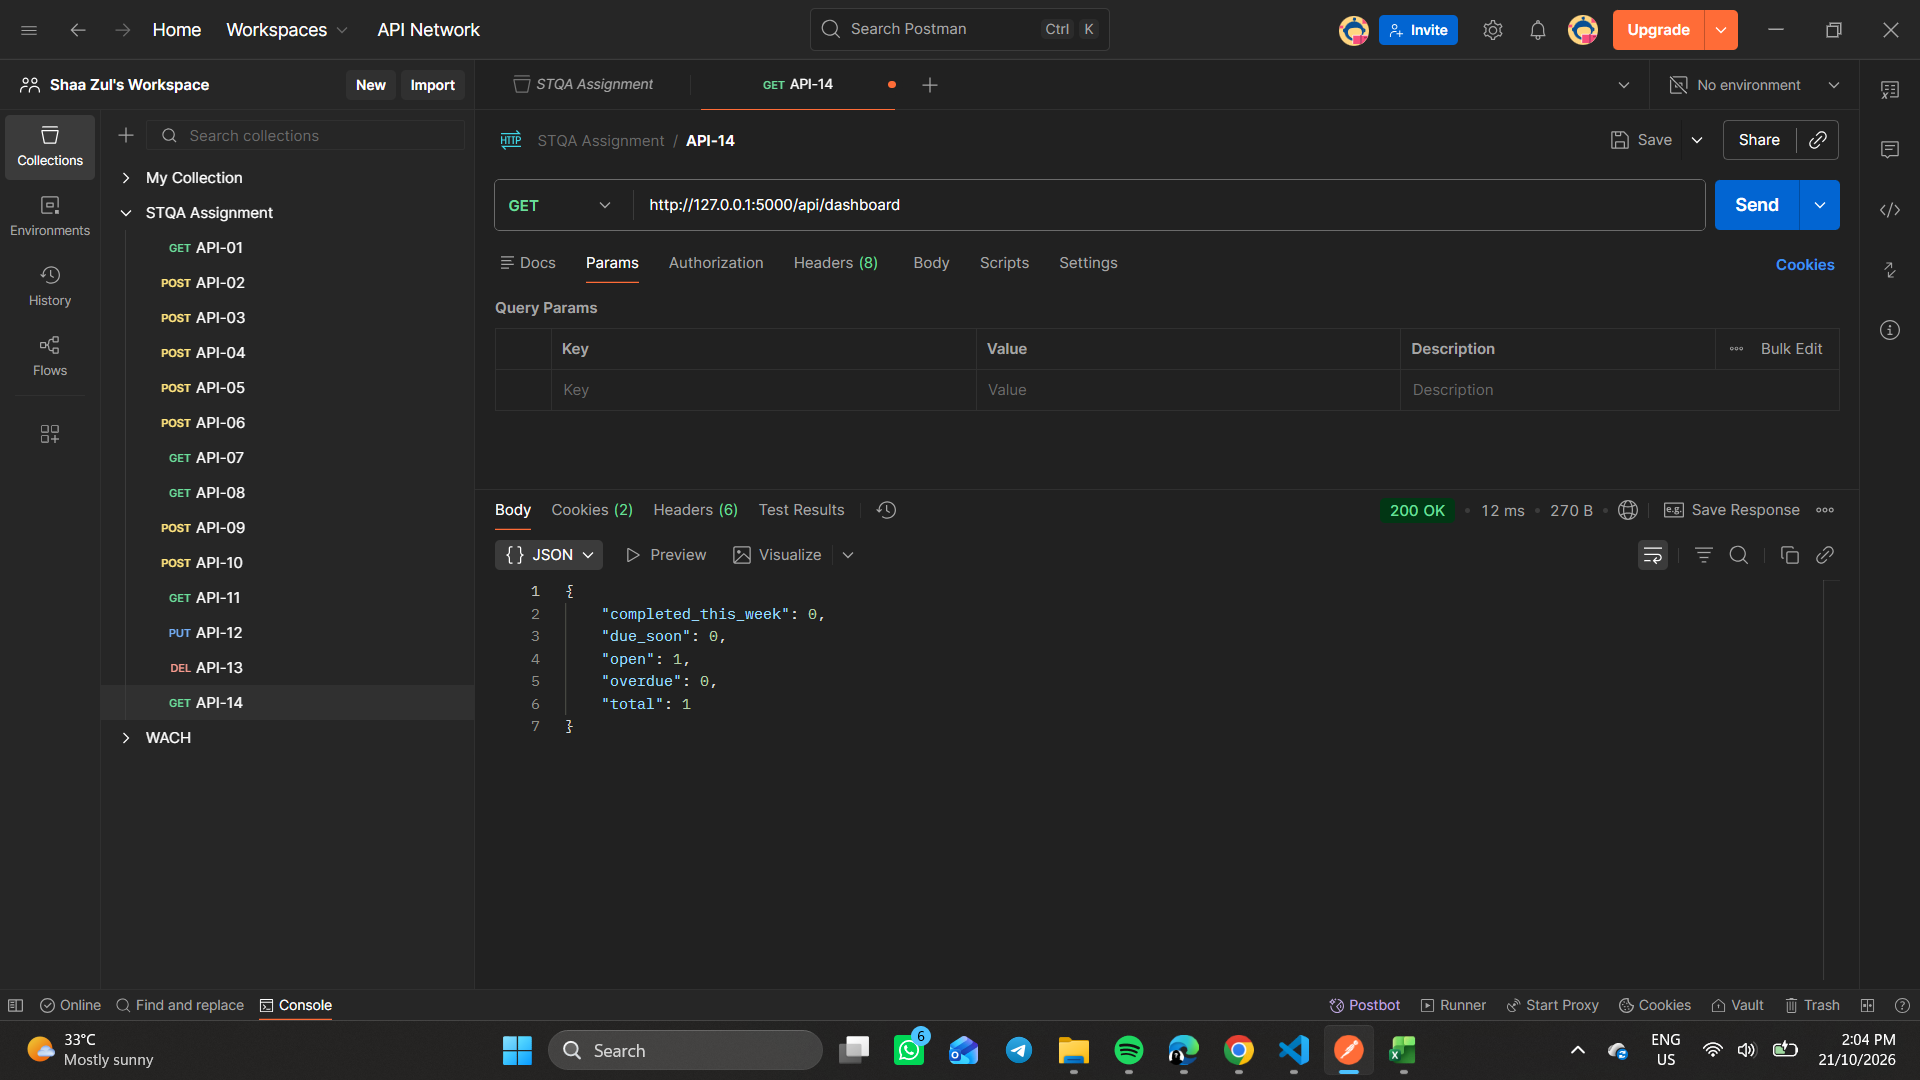 Home
Workspaces
API Network
Search Postman
Ctrl
K
Invite
Upgrade
Shaa Zul's Workspace
New
Import
STQA Assignment
GET API-14
No environment
Collections
Environments
History
Flows
Search collections
My Collection
STQA Assignment
GET API-01
POST API-02
POST API-03
POST API-04
POST API-05
POST API-06
GET API-07
GET API-08
POST API-09
POST API-10
GET API-11
PUT API-12
DEL API-13
GET API-14
WACH
HTTP STQA Assignment / API-14
Save
Share
GET
http://127.0.0.1:5000/api/dashboard
Send
Docs
Params
Authorization
Headers (8)
Body
Scripts
Settings
Cookies
Query Params
Key
Value
Description
Bulk Edit
Key
Value
Description
Body
Cookies (2)
Headers (6)
Test Results
200 OK
12 ms
270 B
e.g. Save Response
{} JSON
Preview
Visualize
1 {
2 "completed_this_week": 0,
3 "due_soon": 0,
4 "open": 1,
5 "overdue": 0,
6 "total": 1
7 }
Online
Find and replace
Console
Postbot
Runner
Start Proxy
Cookies
Vault
Trash
33°C
Mostly sunny
Search
6
ENG
US
2:04 PM
21/10/2026